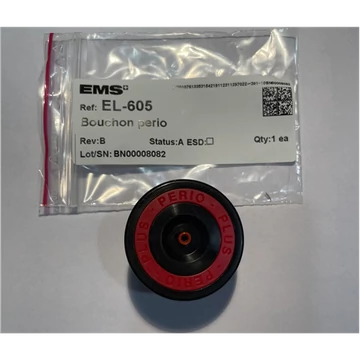 EMS+
Ref: EL-605
Bouchon perio
Rev:B Status:A ESD:☐ Qty:1 ea
Lot/SN: BN00008082
PERIO - PLUS - PERIO - PLUS -